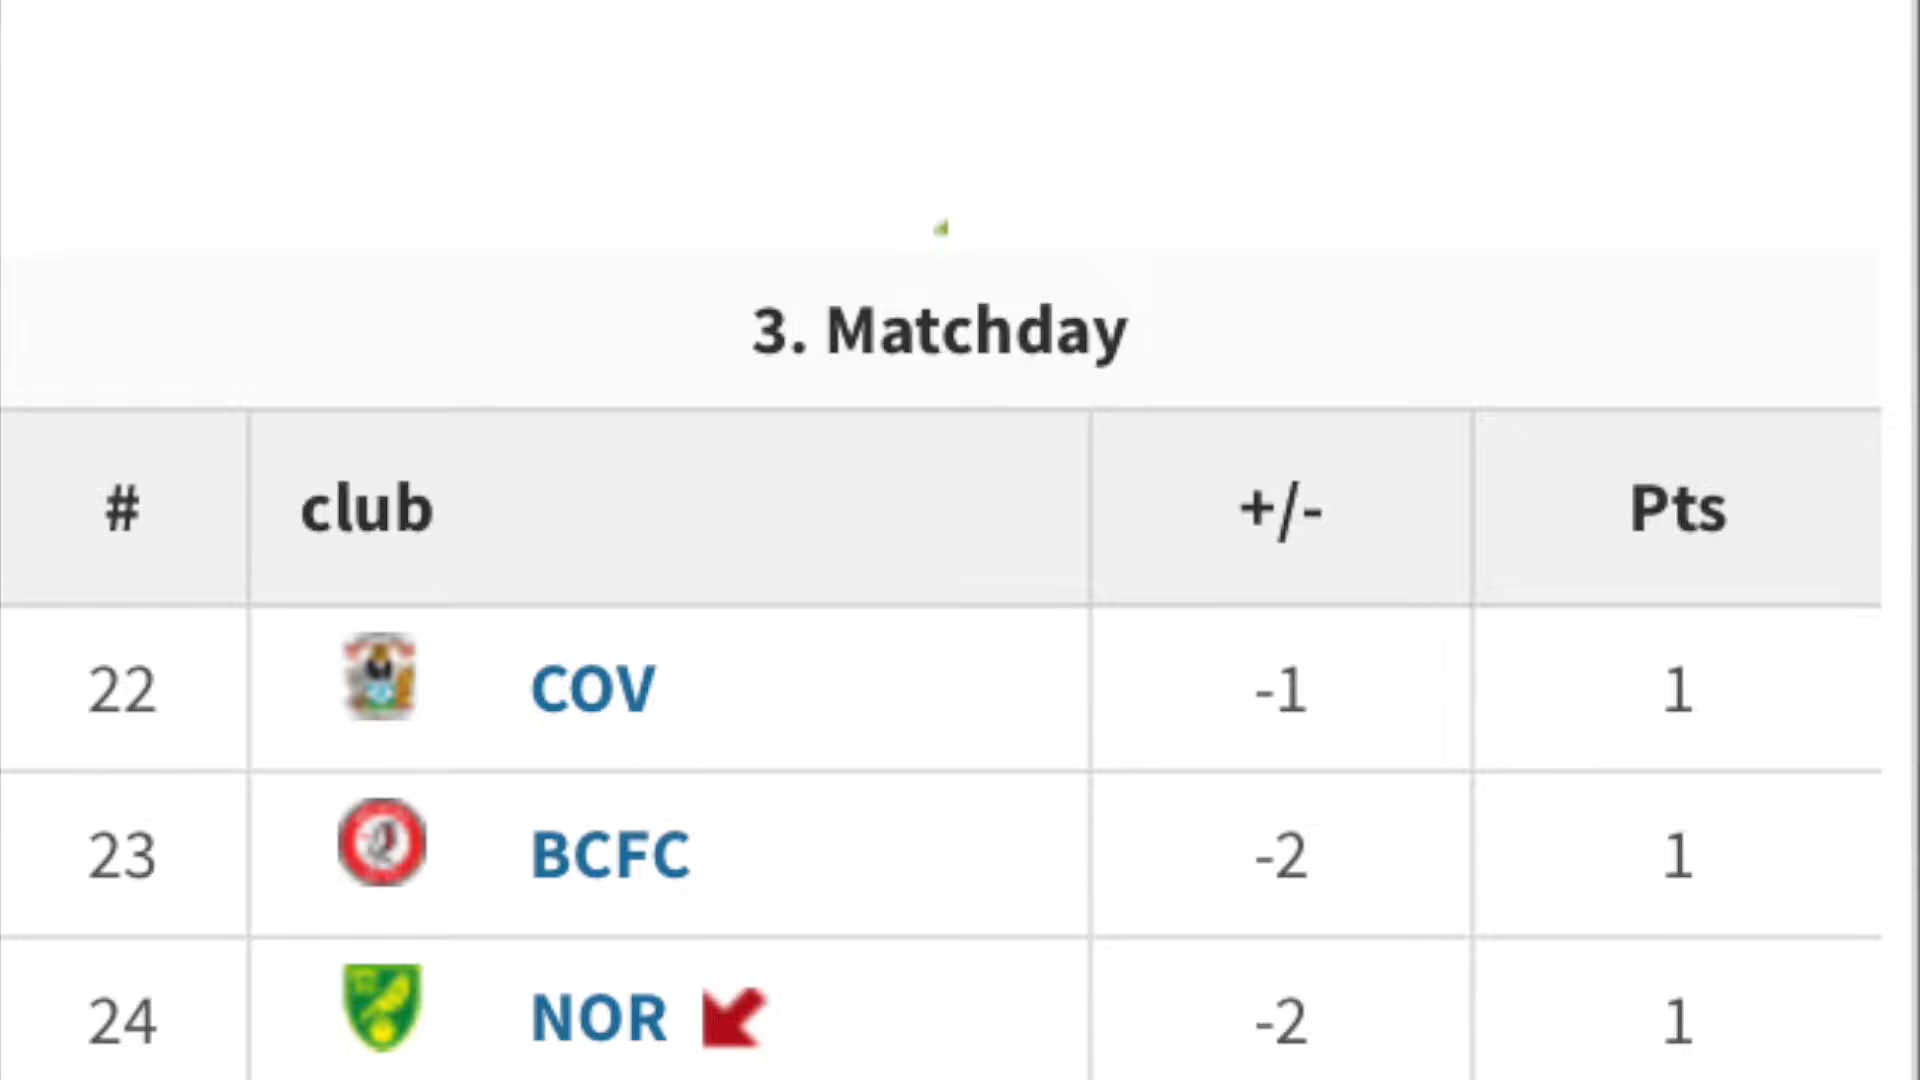 3. Matchday
# club +/- Pts
22 COV -1 1
23 BCFC -2 1
24 NOR -2 1